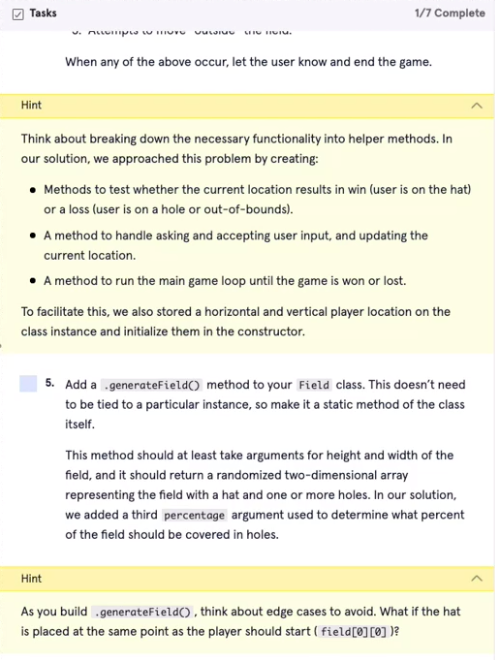 Tasks
1/7 Complete
3. Attempts to move "outside" the field.
When any of the above occur, let the user know and end the game.
Hint
Think about breaking down the necessary functionality into helper methods. In
our solution, we approached this problem by creating:
• Methods to test whether the current location results in win (user is on the hat)
or a loss (user is on a hole or out-of-bounds).
• A method to handle asking and accepting user input, and updating the
current location.
• A method to run the main game loop until the game is won or lost.
To facilitate this, we also stored a horizontal and vertical player location on the
class instance and initialize them in the constructor.
5. Add a .generateField() method to your Field class. This doesn't need
to be tied to a particular instance, so make it a static method of the class
itself.
This method should at least take arguments for height and width of the
field, and it should return a randomized two-dimensional array
representing the field with a hat and one or more holes. In our solution,
we added a third percentage argument used to determine what percent
of the field should be covered in holes.
Hint
As you build .generateField(), think about edge cases to avoid. What if the hat
is placed at the same point as the player should start (field[0][0])?